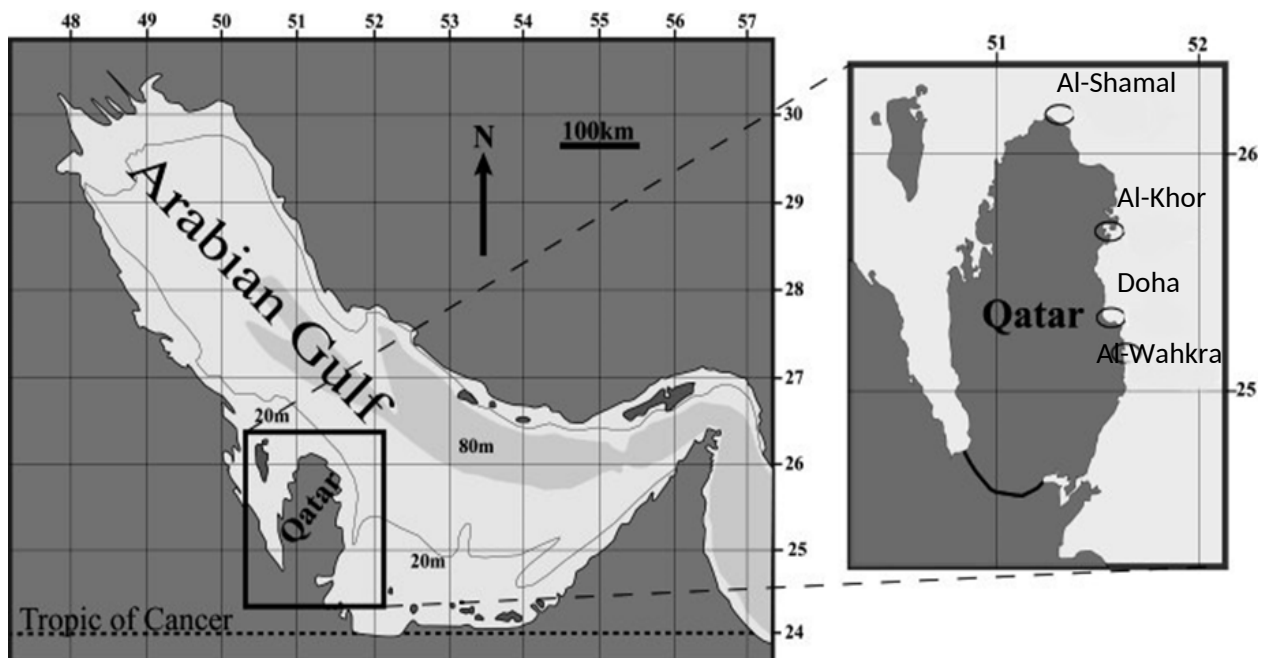 48 49 50 51 52 53 54 55 56 57
30
29
28
27
26
25
24
N
100km
Arabian Gulf
20m
80m
Qatar
20m
Tropic of Cancer
51 52
26
25
Al-Shamal
Al-Khor
Doha
Qatar
Al-Wahkra